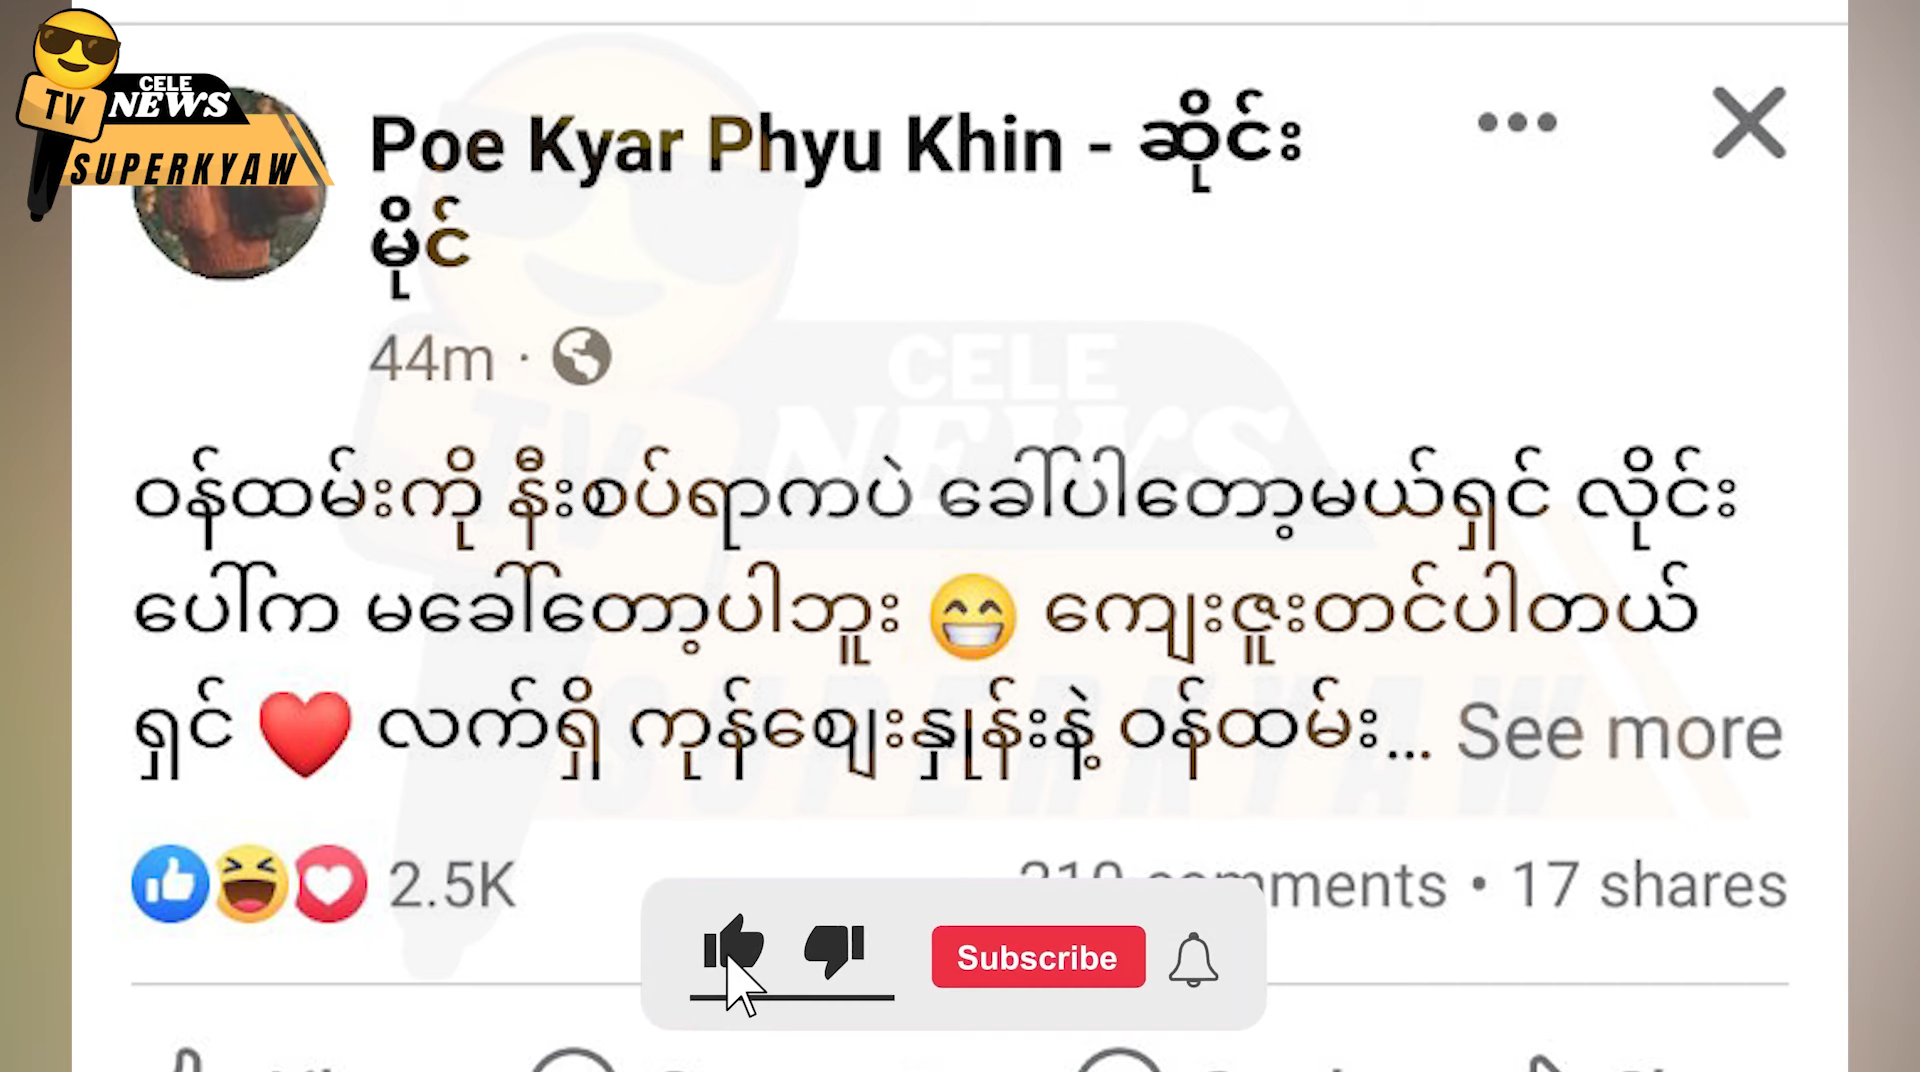 TV
CELE
NEWS
SUPERKYAW
Poe Kyar Phyu Khin - ဆိုင်း
မိုင်
44m ·
ဝန်ထမ်းကို နီးစပ်ရာကပဲ ခေါ်ပါတော့မယ်ရှင် လိုင်း
ပေါ်က မခေါ်တော့ပါဘူး 😁 ကျေးဇူးတင်ပါတယ်
ရှင် ❤️ လက်ရှိ ကုန်ဈေးနှုန်းနဲ့ ဝန်ထမ်း... See more
2.5K
comments • 17 shares
Subscribe